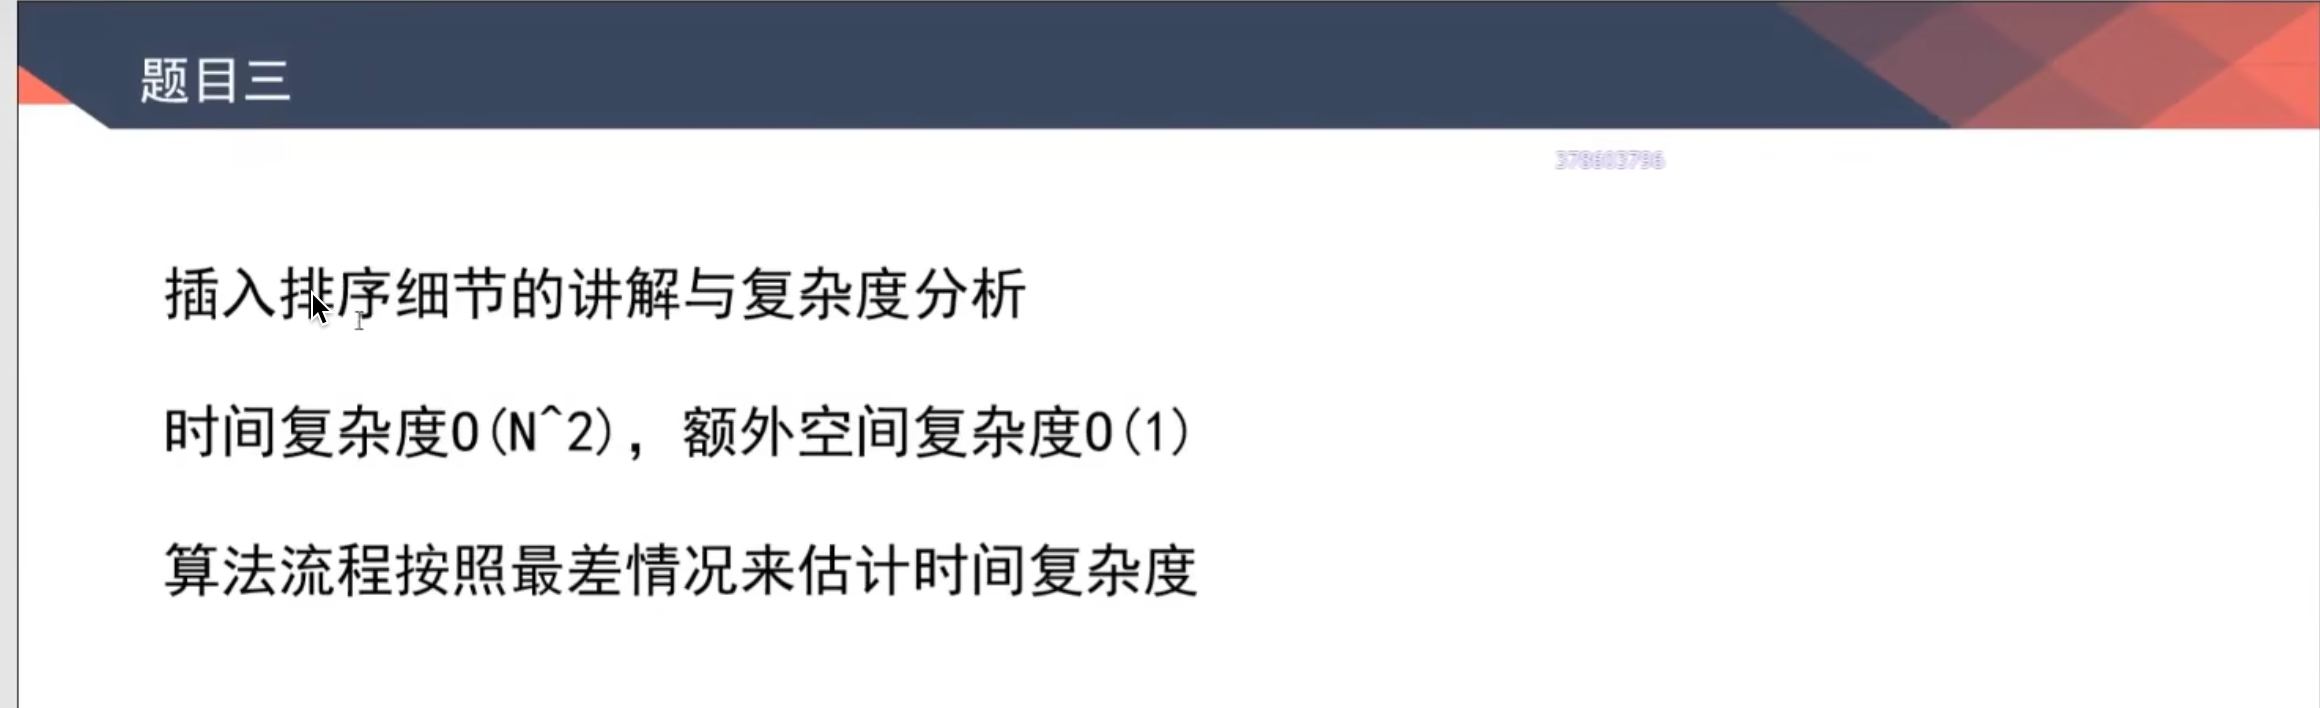 题目三
378603796
插入排序细节的讲解与复杂度分析
时间复杂度O(N^2)，额外空间复杂度O(1)
算法流程按照最差情况来估计时间复杂度